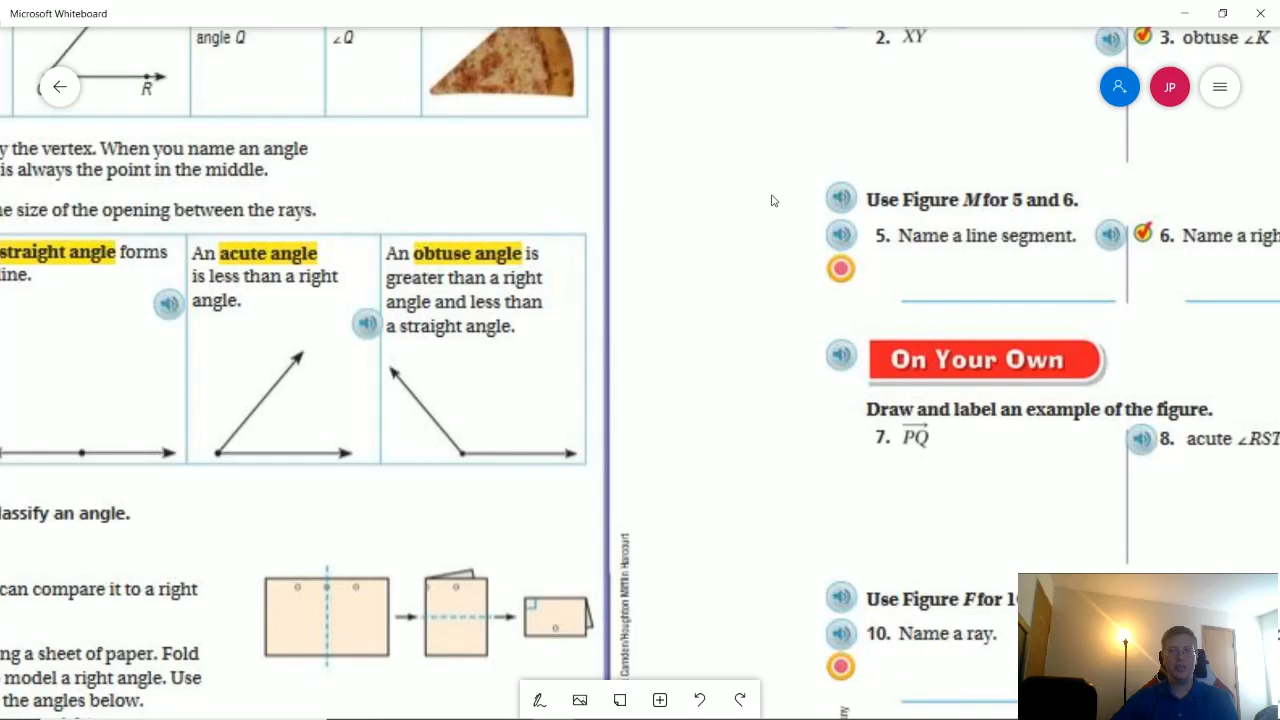 Microsoft Whiteboard
angle Q
∠Q
R
y the vertex. When you name an angle
is always the point in the middle.
e size of the opening between the rays.
straight angle forms
line.
An acute angle
is less than a right
angle.
An obtuse angle is
greater than a right
angle and less than
a straight angle.
lassify an angle.
can compare it to a right
ng a sheet of paper. Fold
model a right angle. Use
the angles below.
Camden/Houghton Mifflin Harcourt
2. XY
3. obtuse ∠K
JP
Use Figure M for 5 and 6.
5. Name a line segment.
6. Name a righ
On Your Own
Draw and label an example of the figure.
7. PQ
8. acute ∠RST
Use Figure F for 1
10. Name a ray.